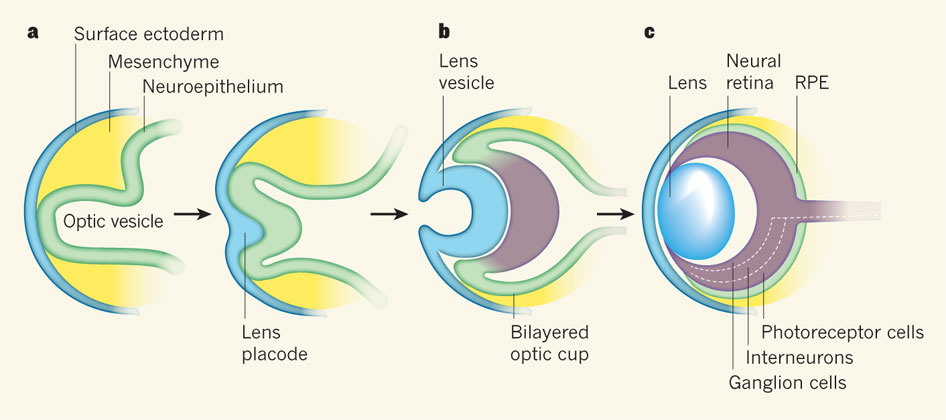 a
Surface ectoderm
Mesenchyme
Neuroepithelium
Optic vesicle
Lens
placode
b
Lens
vesicle
Bilayered
optic cup
c
Lens
Neural
retina
RPE
Photoreceptor cells
Interneurons
Ganglion cells